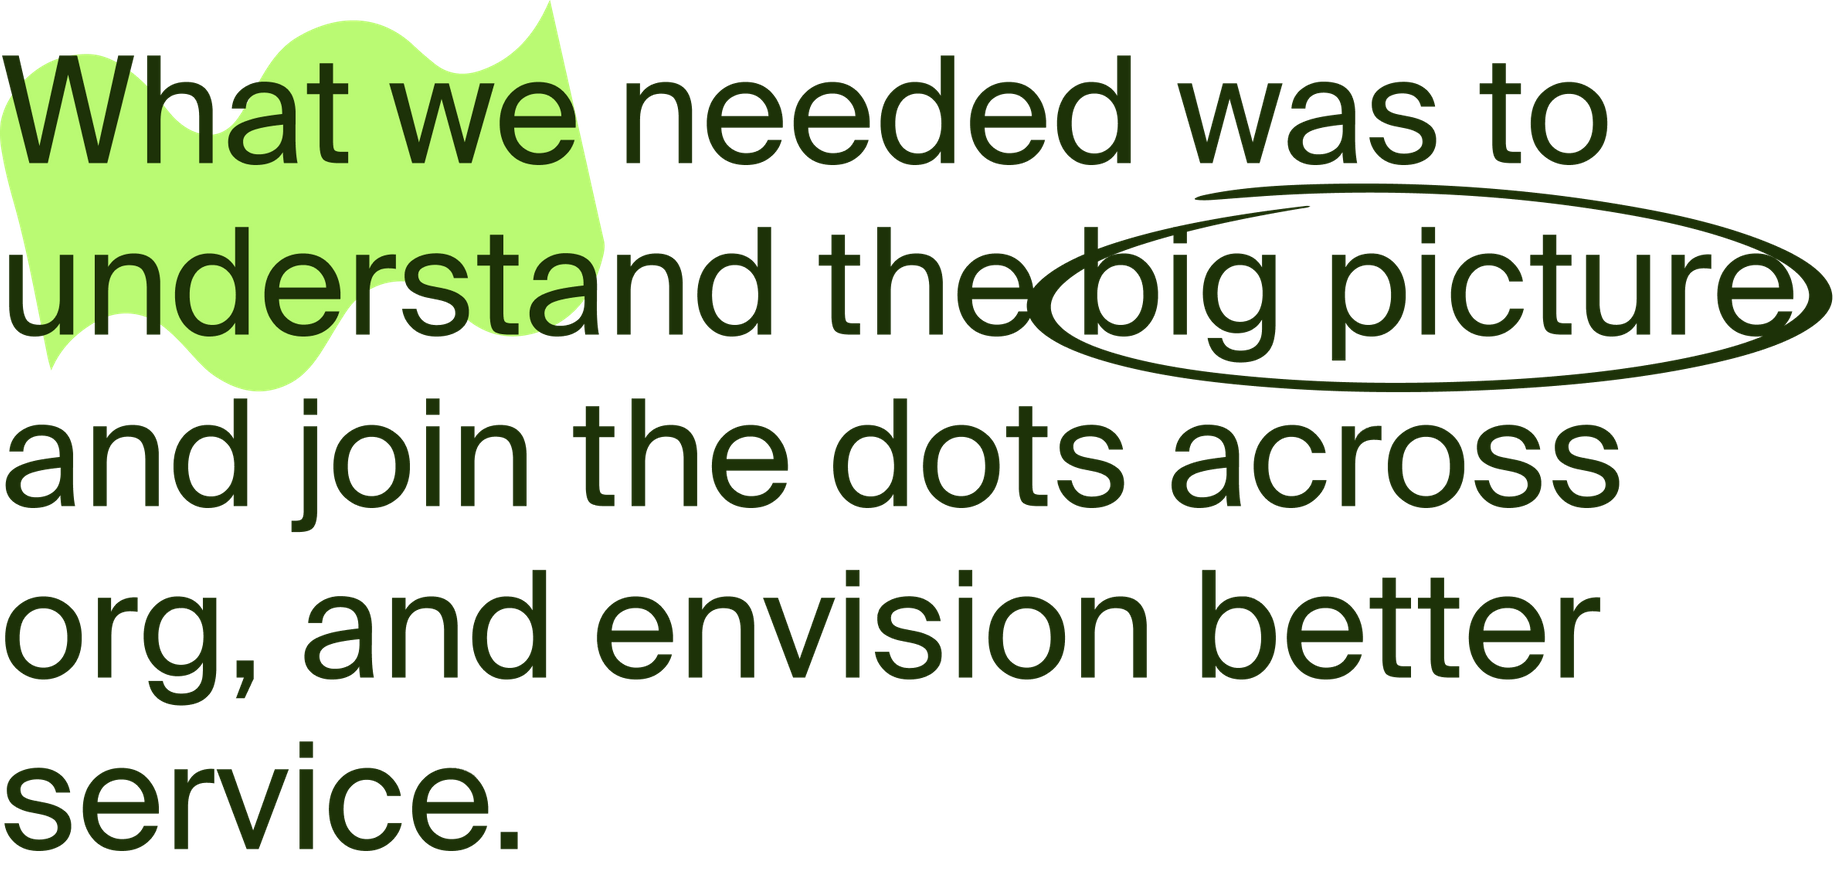 What we needed was to
understand the big picture
and join the dots across
org, and envision better
service.